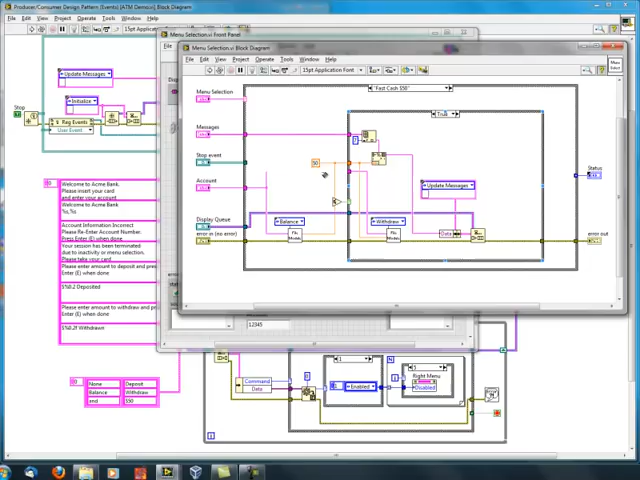 Producer/Consumer Design Pattern (Events) [ATM Demo.vi] Block Diagram
File Edit View Project Operate Tools Window Help
15pt Application
Menu Selection.vi Front Panel
Menu Selection.vi Block Diagram
File Edit View Project Operate Tools Window Help
15pt Application Font
Menu Selection
"Fast Cash $50"
True
Messages
7
Stop event
50
Account
Update Messages
Status
Display Queue
Balance
Withdraw
Data
error in (no error)
error out
Update Messages
Initialize
Stop
Reg Events
User Event
Welcome to Acme Bank.
Please insert your card
and enter your account
Welcome to Acme Bank.
%s,%s
Account Information Incorrect
Please Re-Enter Account Number.
Press Enter (E) when done
Your session has been terminated
due to inactivity or menu selection.
Please take your card.
Please enter amount to deposit and press
Enter (E) when done
$%8.2 Deposited
Please enter amount to withdraw and press
Enter (E) when done
$%8.2f Withdrawn
12345
None Deposit
Balance Withdraw
end $50
Command
Data
0
1
Enabled
N
i
1
Right Menu
Disabled
i